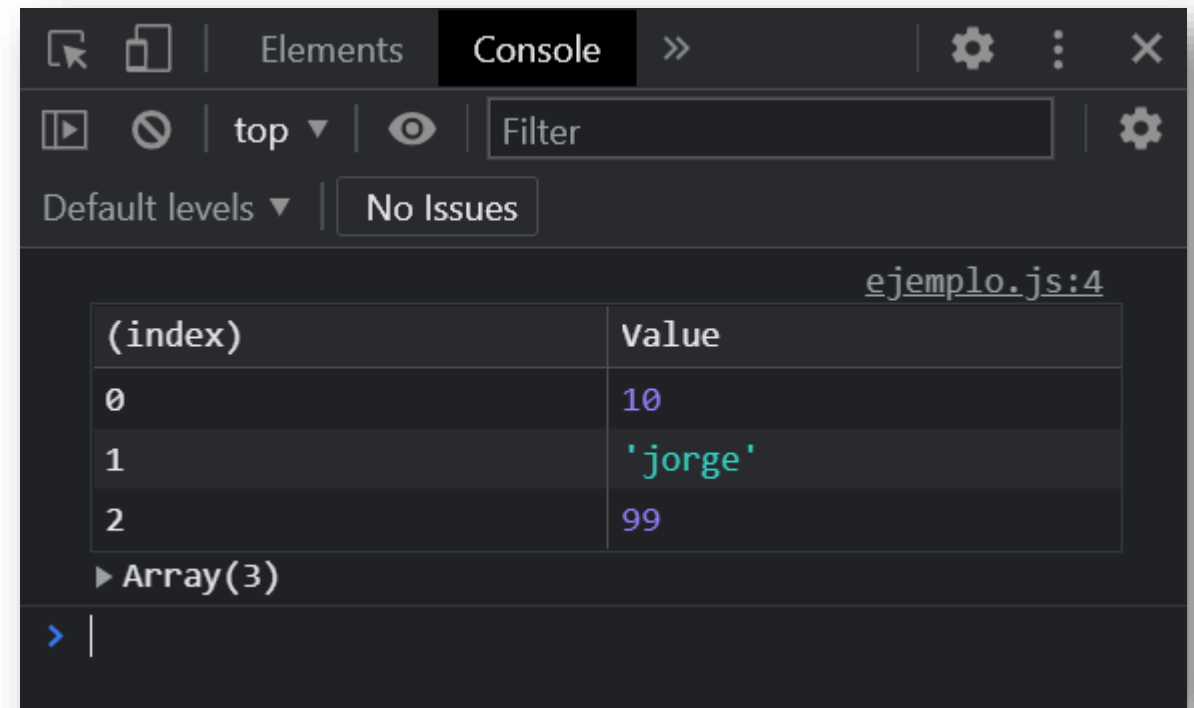 Elements Console »
top ▼ Filter
Default levels ▼ No Issues
ejemplo.js:4
(index) Value
0 10
1 'jorge'
2 99
▶ Array(3)
>